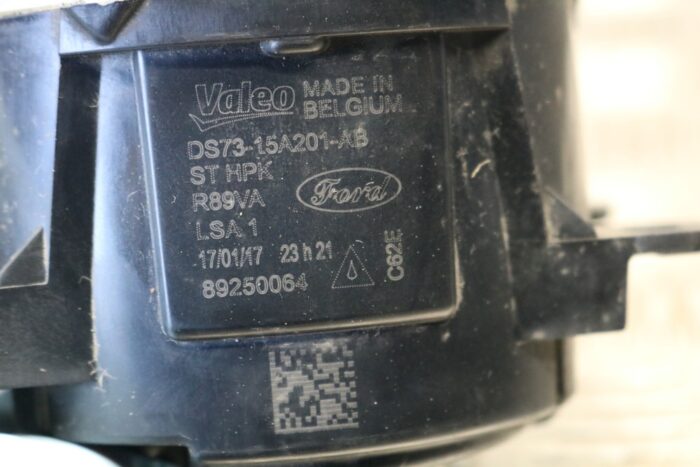 Valeo MADE IN
BELGIUM
DS73-15A201-AB
ST HPK
R89VA Ford
LSA 1
17/01/17 23 h 21
89250064
C62E